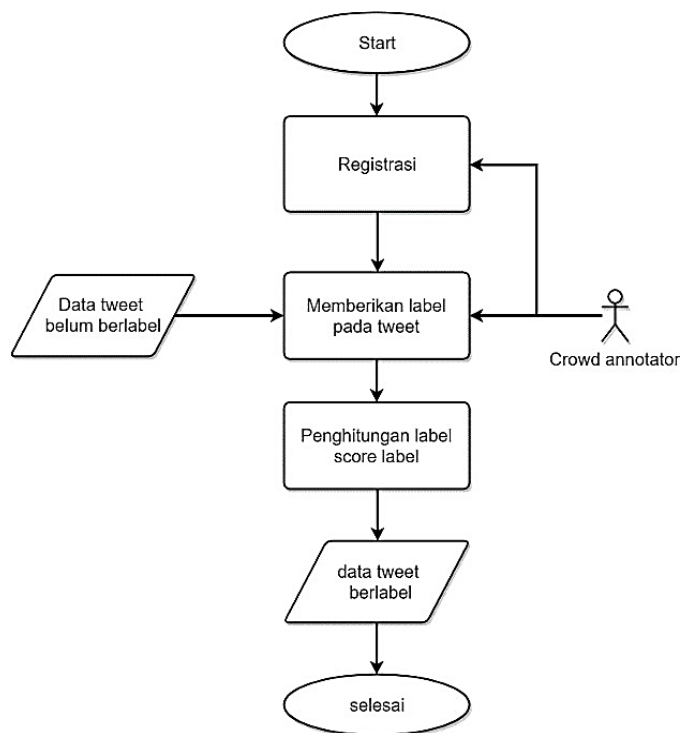 Start
Registrasi
Data tweet
belum berlabel
Memberikan label
pada tweet
Crowd annotator
Penghitungan label
score label
data tweet
berlabel
selesai